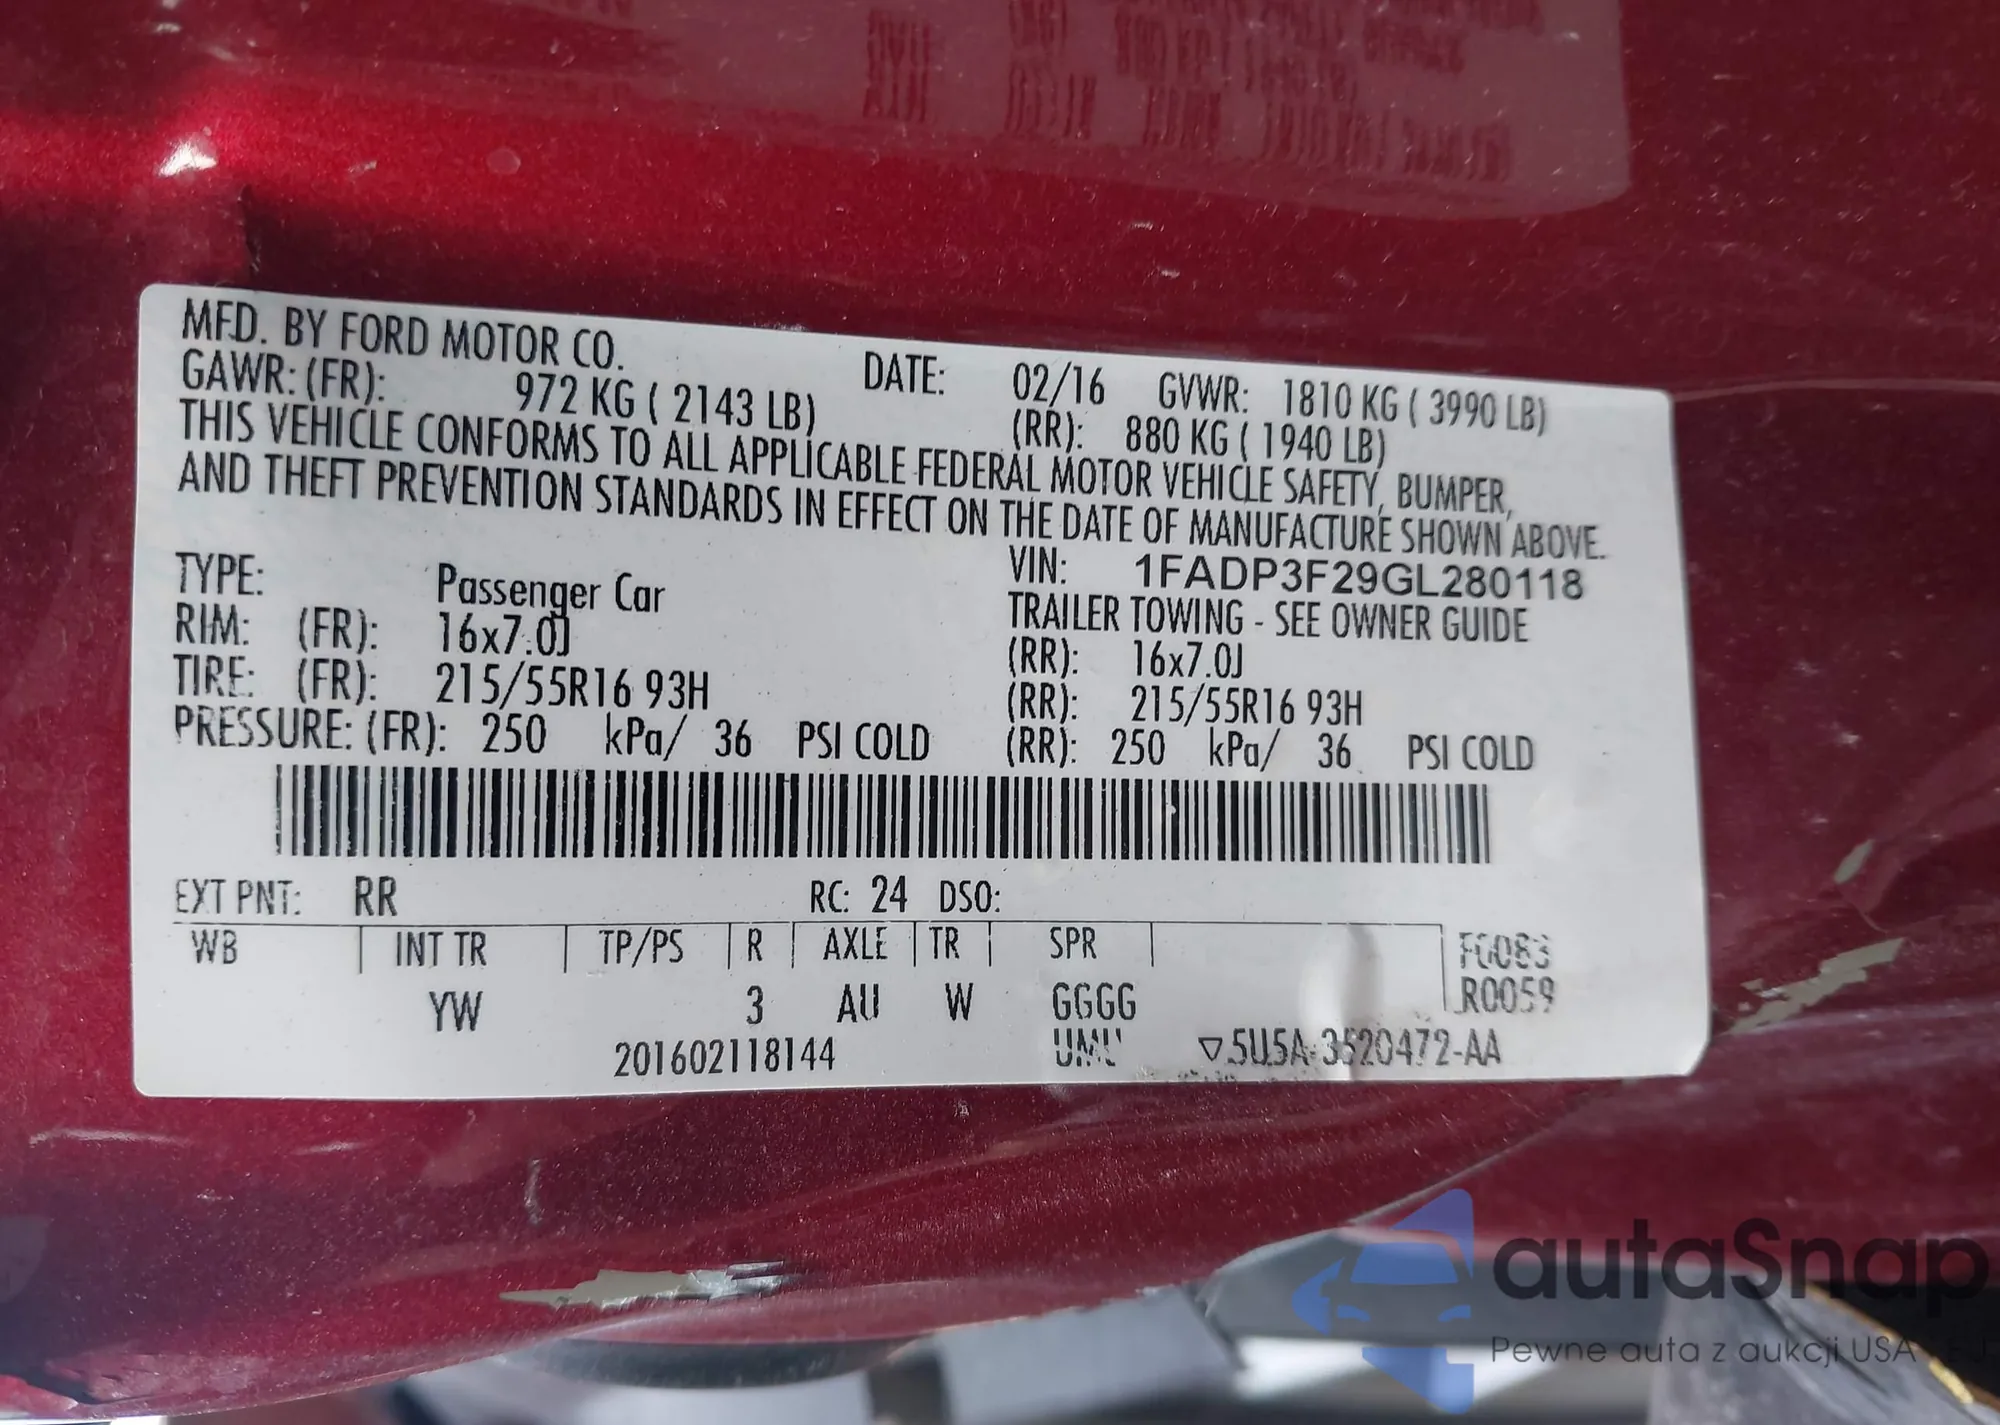 MFD. BY FORD MOTOR CO.
DATE: 02/16 GVWR: 1810 KG ( 3990 LB)
GAWR: (FR): 972 KG ( 2143 LB) (RR): 880 KG ( 1940 LB)
THIS VEHICLE CONFORMS TO ALL APPLICABLE FEDERAL MOTOR VEHICLE SAFETY, BUMPER,
AND THEFT PREVENTION STANDARDS IN EFFECT ON THE DATE OF MANUFACTURE SHOWN ABOVE.
VIN: 1FADP3F29GL280118
TYPE: Passenger Car TRAILER TOWING - SEE OWNER GUIDE
RIM: (FR): 16x7.0J (RR): 16x7.0J
TIRE: (FR): 215/55R16 93H (RR): 215/55R16 93H
PRESSURE: (FR): 250 kPa/ 36 PSI COLD (RR): 250 kPa/ 36 PSI COLD
EXT PNT: RR RC: 24 DSO:
WB INT TR TP/PS R AXLE TR SPR F0083
YW 3 AU W GGGG R0059
201602118144 ▽5U5A-3520472-AA
autaSnap
Pewne auta z aukcji USA